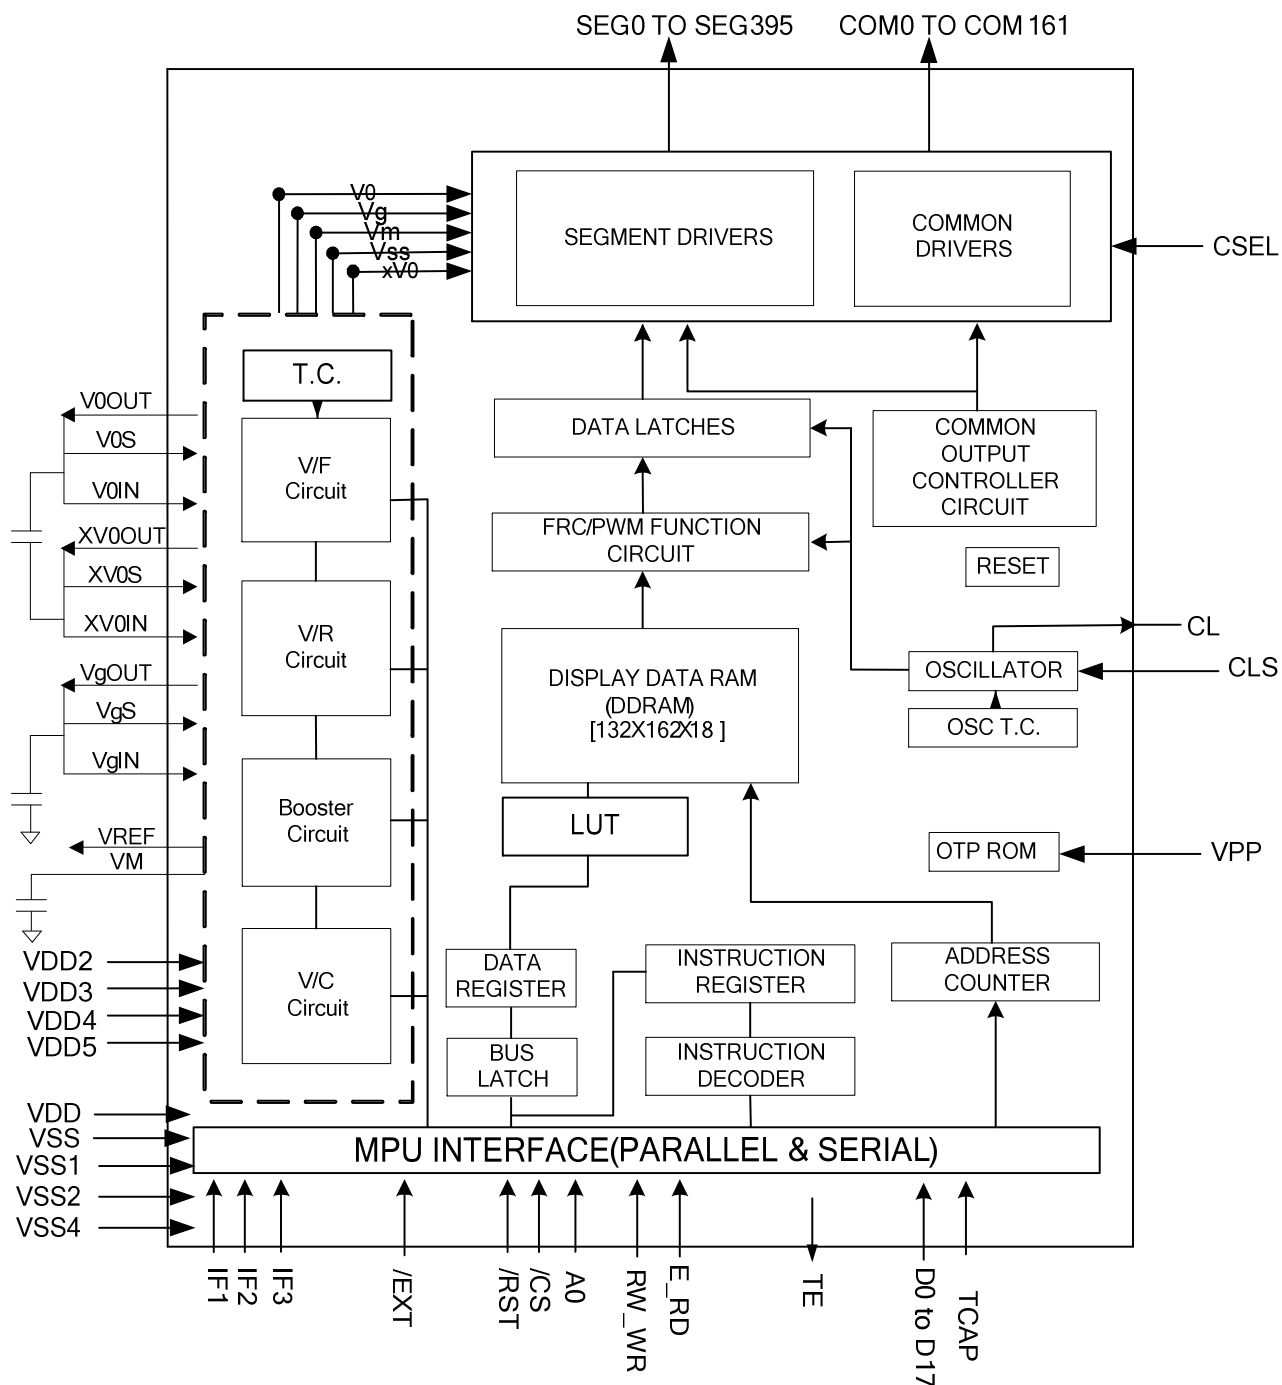 SEG0 TO SEG395
COM0 TO COM161
V0
Vg
Vm
Vss
xV0
SEGMENT DRIVERS
COMMON
DRIVERS
CSEL
T.C.
V/F
Circuit
V/R
Circuit
Booster
Circuit
V/C
Circuit
V0OUT
V0S
V0IN
XV0OUT
XV0S
XV0IN
VgOUT
VgS
VgIN
VREF
VM
VDD2
VDD3
VDD4
VDD5
VDD
VSS
VSS1
VSS2
VSS4
DATA LATCHES
COMMON
OUTPUT
CONTROLLER
CIRCUIT
FRC/PWM FUNCTION
CIRCUIT
RESET
DISPLAY DATA RAM
(DDRAM)
[132X162X18 ]
CL
OSCILLATOR
CLS
OSC T.C.
LUT
OTP ROM
VPP
DATA
REGISTER
INSTRUCTION
REGISTER
ADDRESS
COUNTER
BUS
LATCH
INSTRUCTION
DECODER
MPU INTERFACE(PARALLEL & SERIAL)
IF1
IF2
IF3
/EXT
/RST
/CS
A0
RW_WR
E_RD
TE
D0 to D17
TCAP